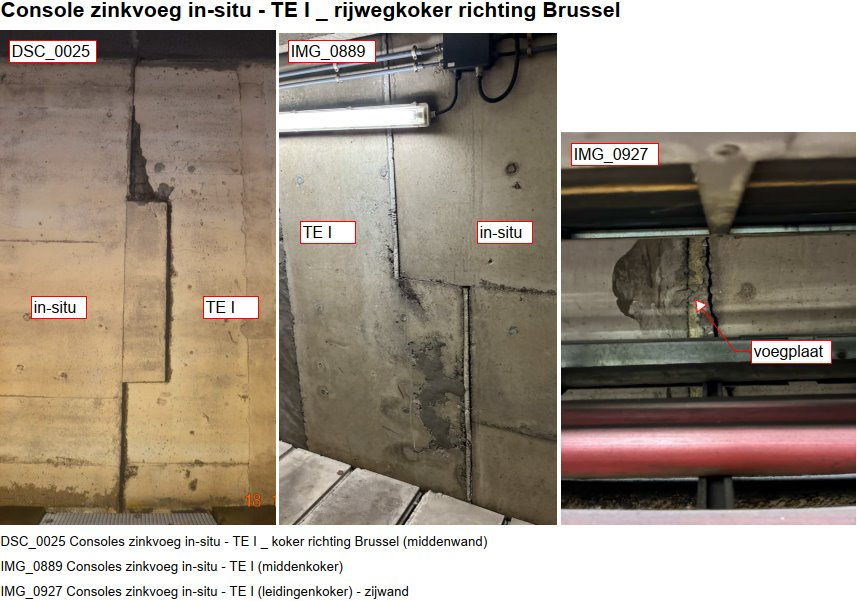 Console zinkvoeg in-situ - TE I _ rijwegkoker richting Brussel
DSC_0025
IMG_0889
IMG_0927
TE I
in-situ
in-situ
TE I
voegplaat
18
DSC_0025 Consoles zinkvoeg in-situ - TE I _ koker richting Brussel (middenwand)
IMG_0889 Consoles zinkvoeg in-situ - TE I (middenkoker)
IMG_0927 Consoles zinkvoeg in-situ - TE I (leidingenkoker) - zijwand